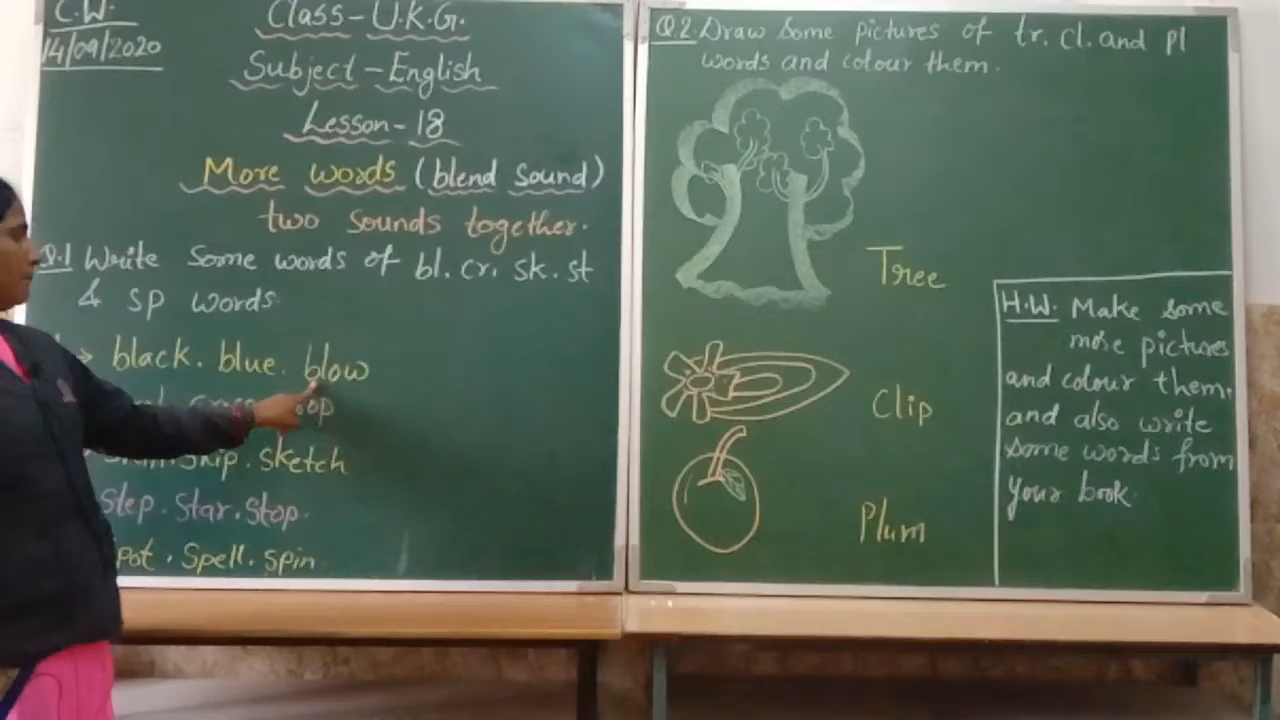 C.W.
14/09/2020
Class-U.K.G.
Subject-English
Lesson-18
More words (blend sound)
two sounds together.
Q.1 Write some words of bl. cr. sk. st
& sp words
black. blue. blow
skip. sketch
Step. Star. Stop.
Spell. spin
Q.2. Draw some pictures of tr. cl. and pl
words and colour them.
Tree
Clip
Plum
H.W. Make some
more pictures
and colour them.
and also write
some words from
your book.